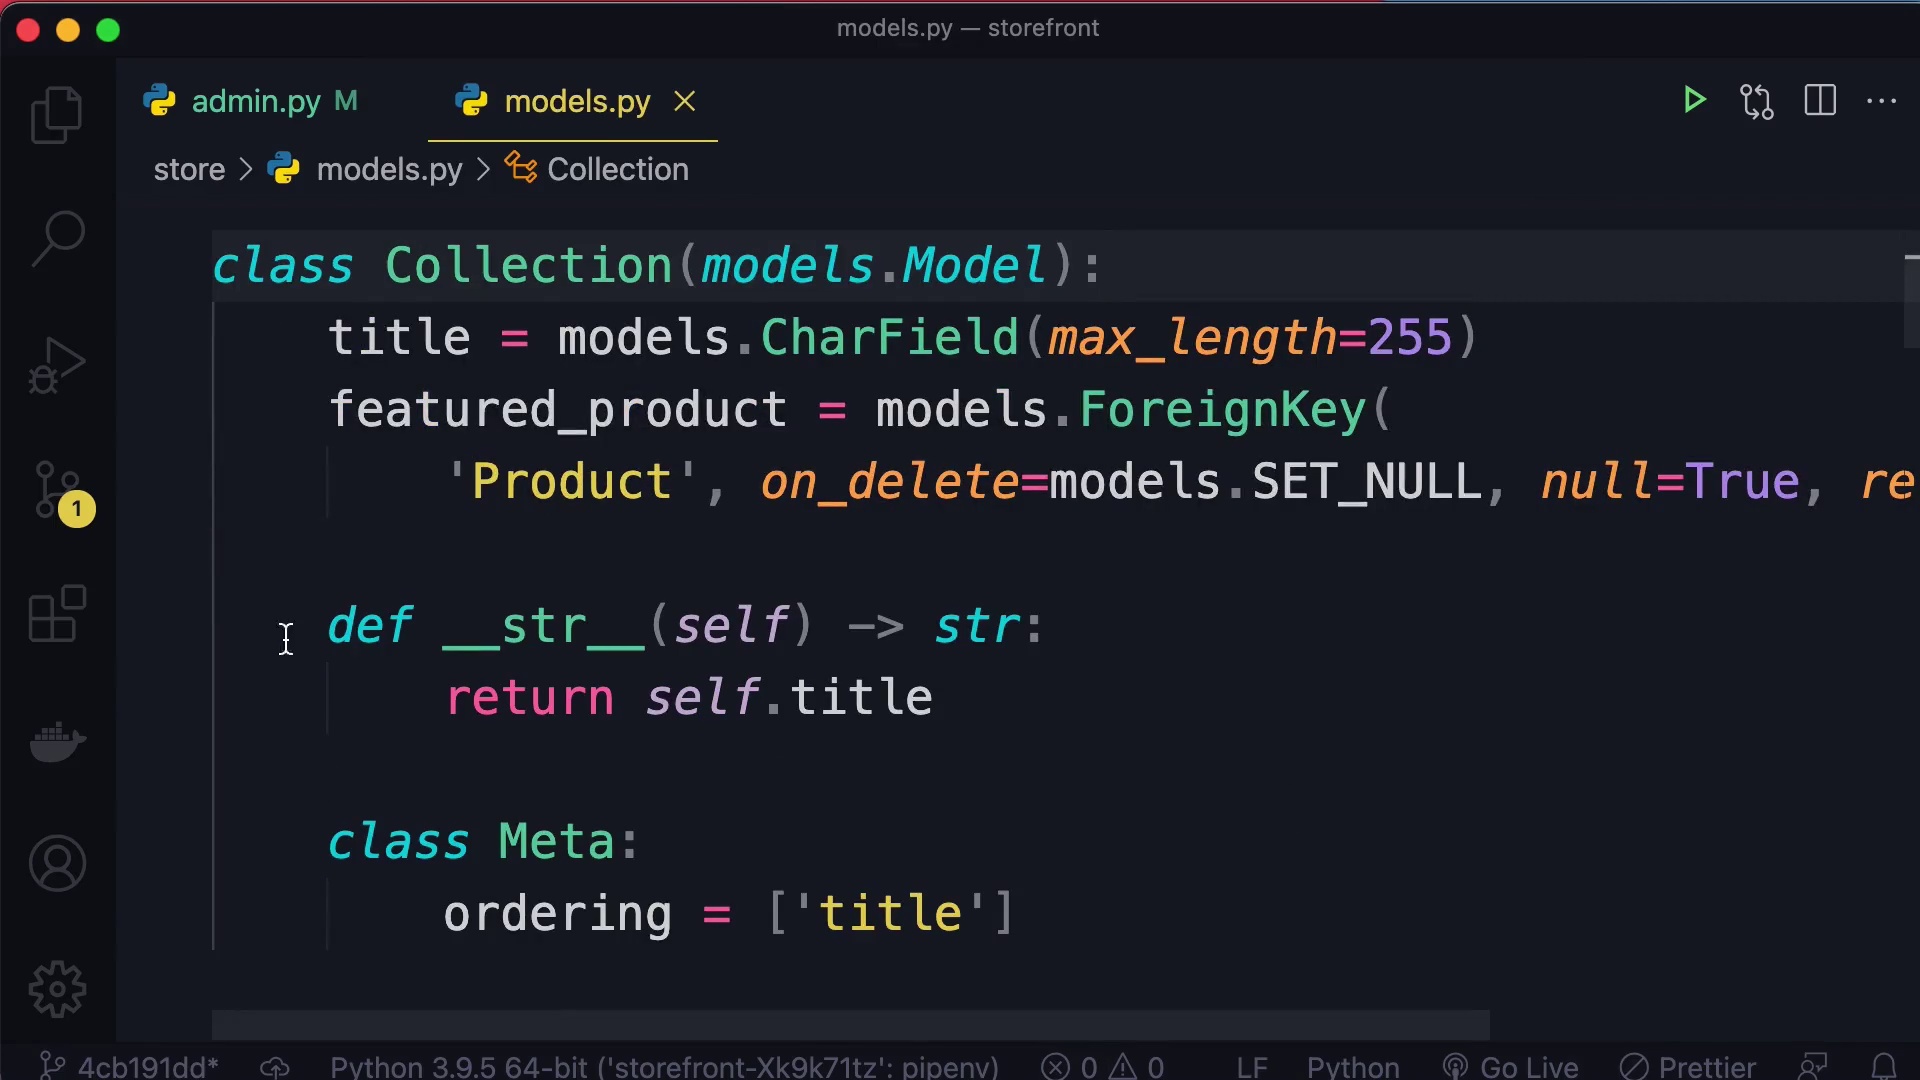 models.py — storefront
admin.py M
models.py
store > models.py > Collection
class Collection(models.Model):
title = models.CharField(max_length=255)
featured_product = models.ForeignKey(
'Product', on_delete=models.SET_NULL, null=True, re
def __str__(self) -> str:
return self.title
class Meta:
ordering = ['title']
1
4cb191dd* Python 3.9.5 64-bit ('storefront-Xk9k71tz': pipenv) 0 0 LF Python Go Live Prettier